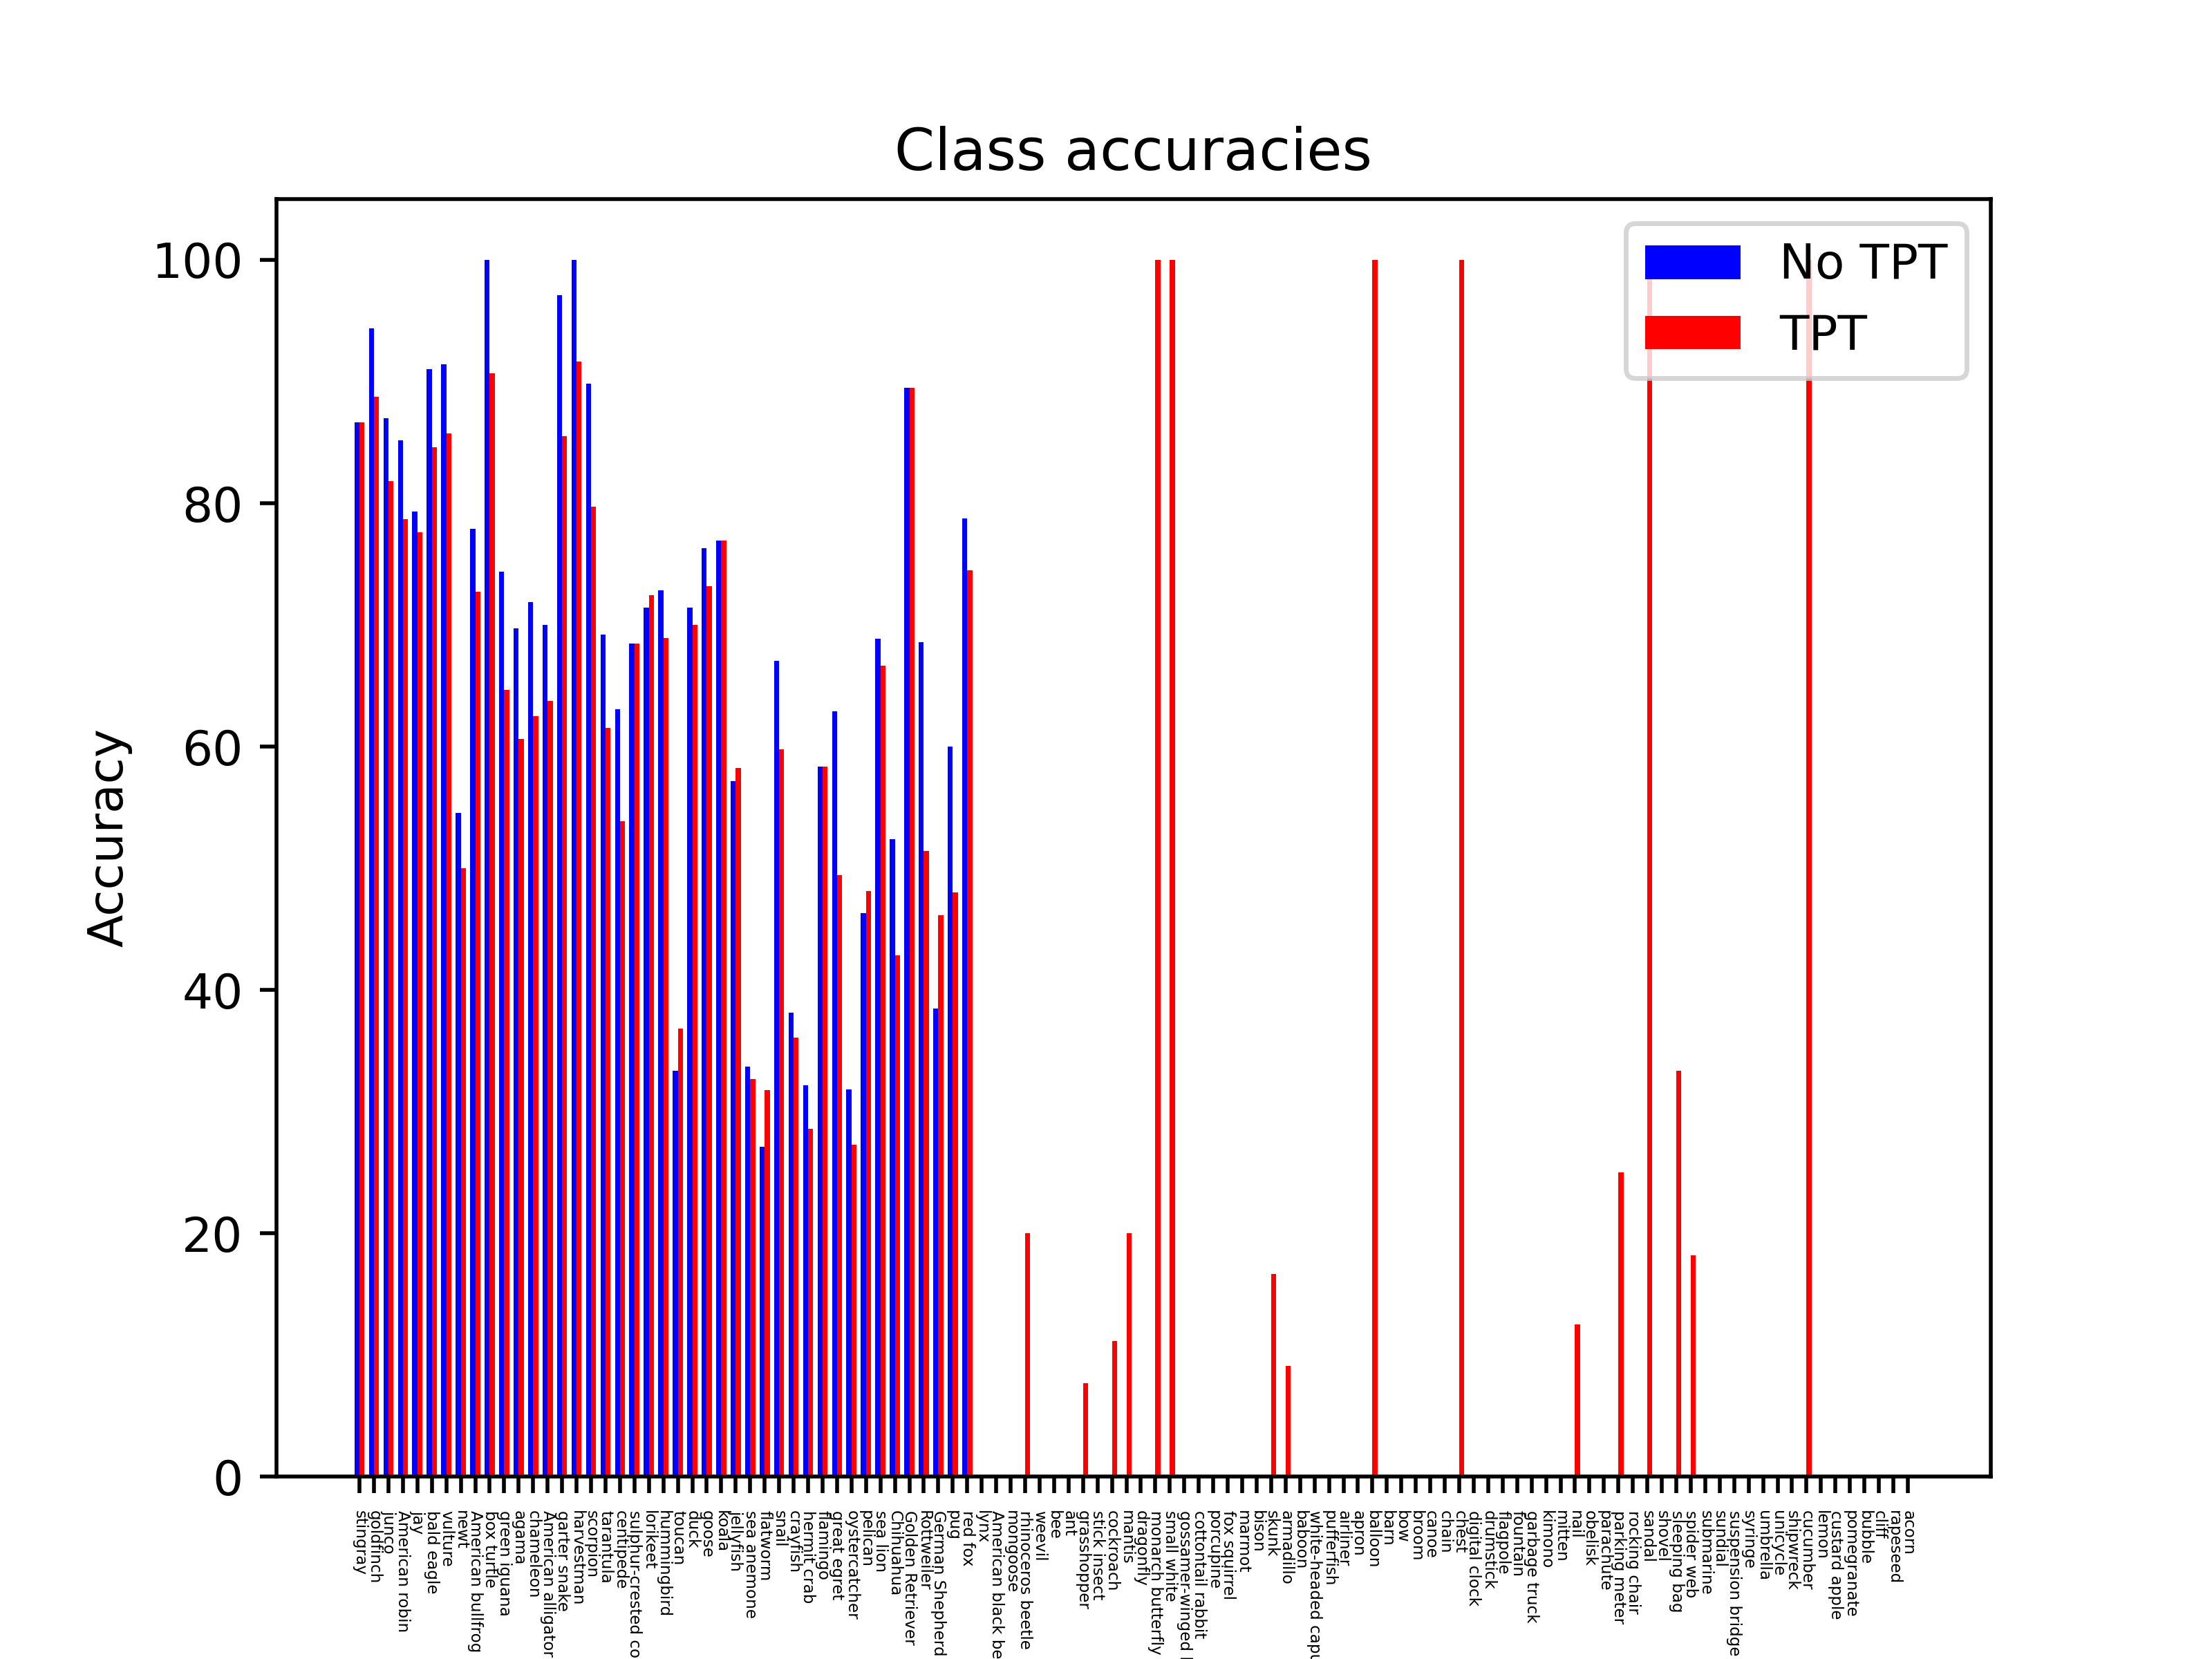 Class accuracies
No TPT
TPT
Accuracy
100
80
60
40
20
0
stingray
goldfinch
junco
American robin
jay
bald eagle
vulture
newt
American bullfrog
box turtle
green iguana
agama
chameleon
American alligator
garter snake
harvestman
scorpion
tarantula
centipede
sulphur-crested co
lorikeet
hummingbird
toucan
duck
goose
koala
jellyfish
sea anemone
flatworm
snail
crayfish
hermit crab
flamingo
great egret
oystercatcher
pelican
sea lion
Chihuahua
Golden Retriever
Rottweiler
German Shepherd
pug
red fox
lynx
American black be
mongoose
rhinoceros beetle
weevil
bee
ant
grasshopper
stick insect
cockroach
mantis
dragonfly
monarch butterfly
small white
gossamer-winged
cottontail rabbit
porcupine
fox squirrel
marmot
bison
skunk
armadillo
baboon
white-headed capu
pufferfish
airliner
apron
balloon
barn
bow
broom
canoe
chain
chest
digital clock
drumstick
flagpole
fountain
garbage truck
kimono
mitten
nail
obelisk
parachute
parking meter
rocking chair
sandal
shovel
sleeping bag
spider web
submarine
sundial
suspension bridge
syringe
umbrella
unicycle
shipwreck
cucumber
lemon
custard apple
pomegranate
bubble
cliff
rapeseed
acorn